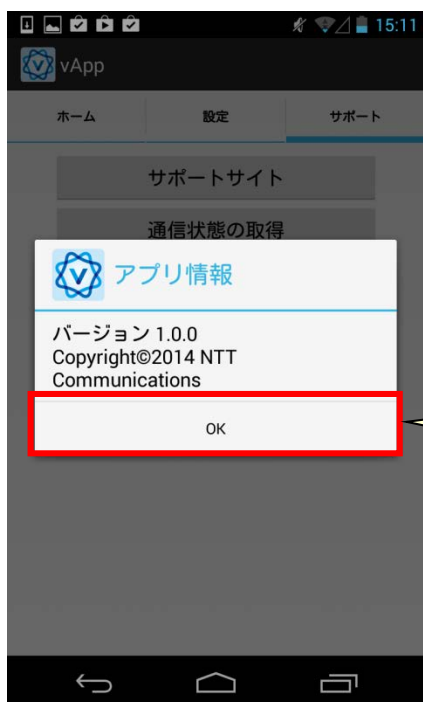 15:11
vApp
ホーム 設定 サポート
サポートサイト
通信状態の取得
アプリ情報
バージョン 1.0.0
Copyright©2014 NTT
Communications
OK